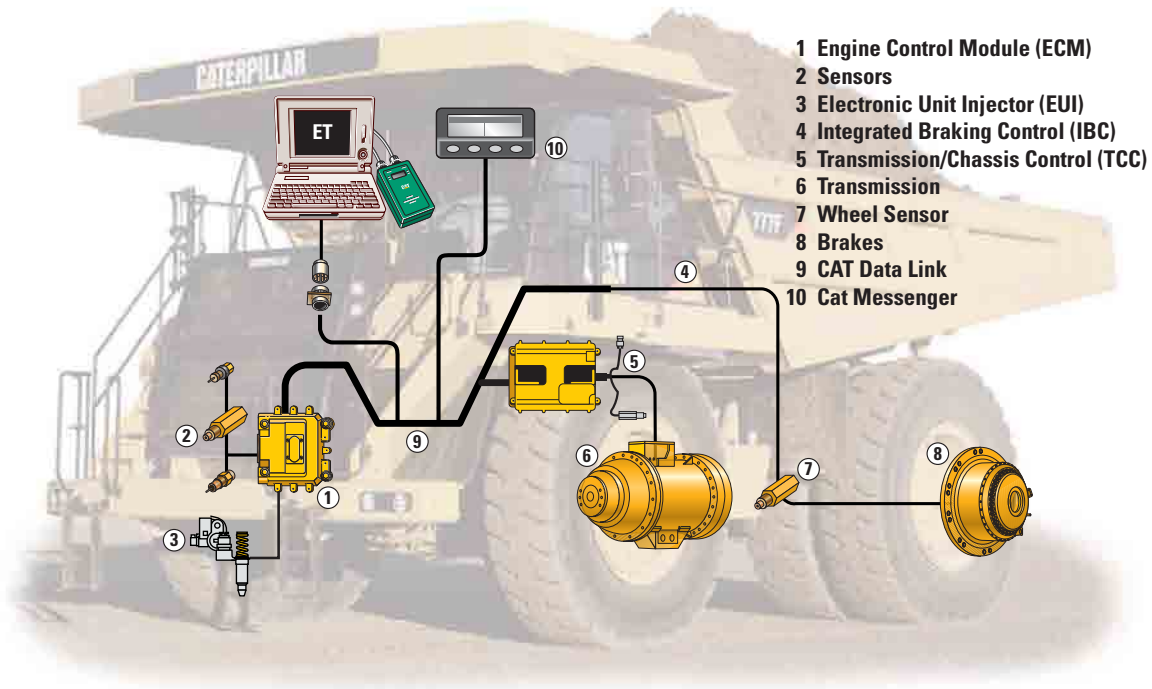 CATERPILLAR
1 Engine Control Module (ECM)
2 Sensors
3 Electronic Unit Injector (EUI)
4 Integrated Braking Control (IBC)
5 Transmission/Chassis Control (TCC)
6 Transmission
7 Wheel Sensor
8 Brakes
9 CAT Data Link
10 Cat Messenger
ET
10
4
777F
5
2
9
6
7
8
1
3